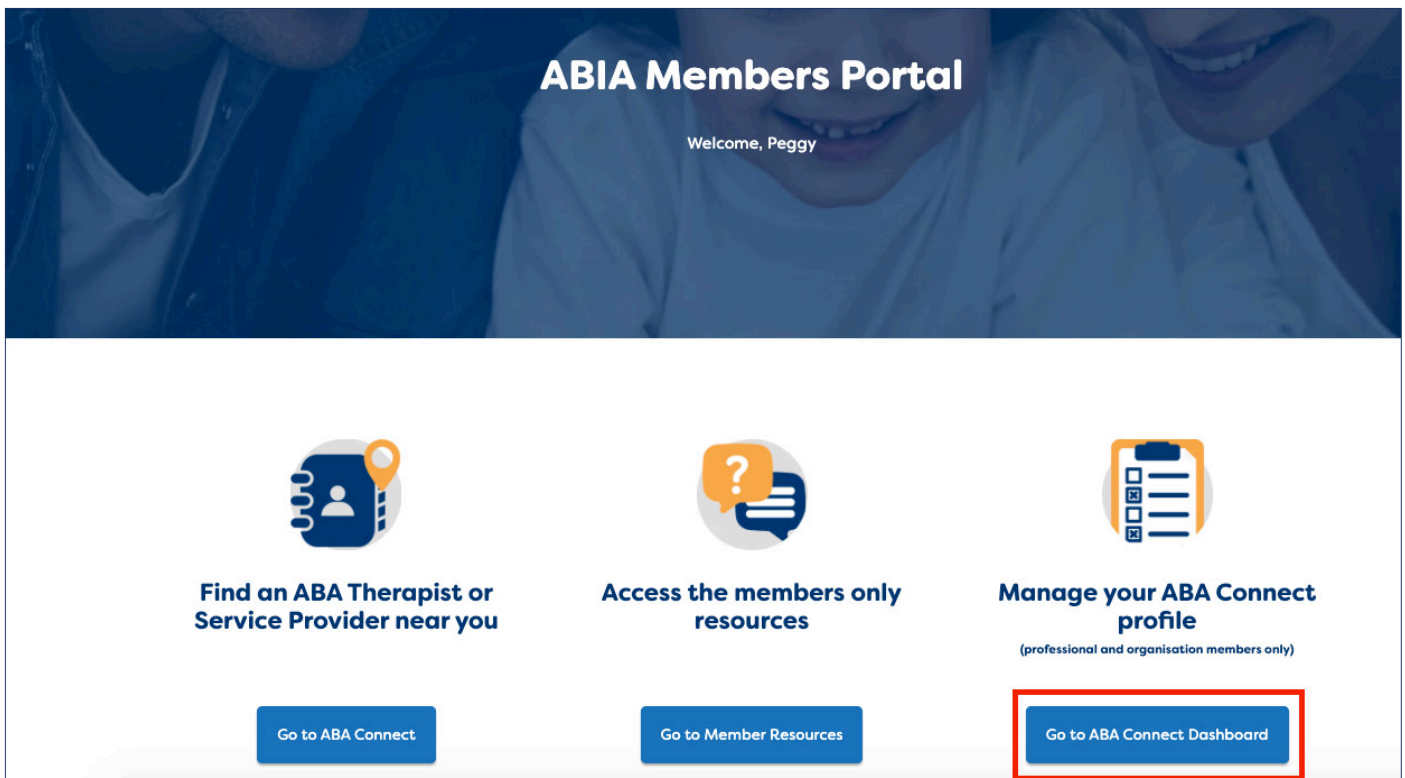 ABIA Members Portal
Welcome, Peggy
?
Find an ABA Therapist or
Service Provider near you
Access the members only
resources
Manage your ABA Connect
profile
(professional and organisation members only)
Go to ABA Connect
Go to Member Resources
Go to ABA Connect Dashboard